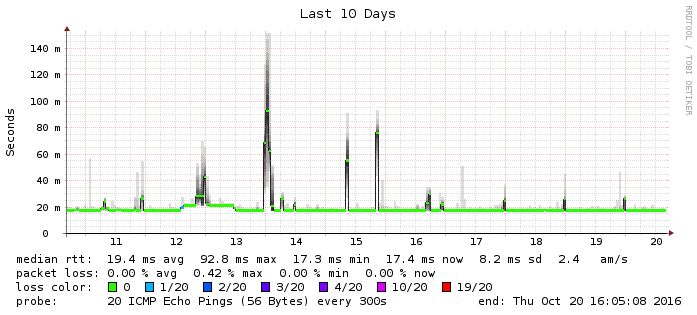 Last 10 Days
RRDTOOL / TOBI OETIKER
Seconds
140 m
120 m
100 m
80 m
60 m
40 m
20 m
0
11 12 13 14 15 16 17 18 19 20
median rtt: 19.4 ms avg 92.8 ms max 17.3 ms min 17.4 ms now 8.2 ms sd 2.4 am/s
packet loss: 0.00 % avg 0.42 % max 0.00 % min 0.00 % now
loss color: 0 1/20 2/20 3/20 4/20 10/20 19/20
probe: 20 ICMP Echo Pings (56 Bytes) every 300s end: Thu Oct 20 16:05:08 2016